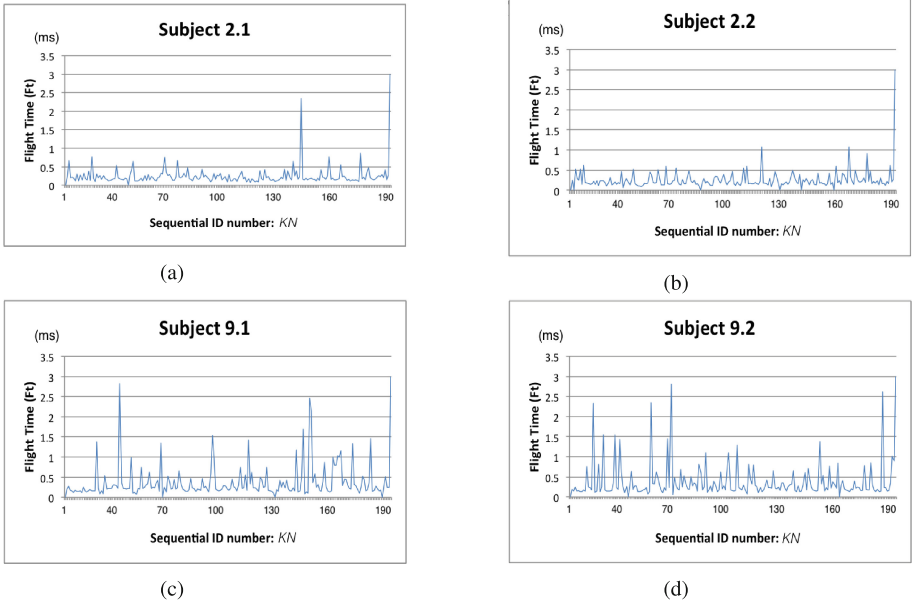 Subject 2.1
(ms)
3.5
3
2.5
2
1.5
1
0.5
0
Flight Time (Ft)
1 40 70 100 130 160 190
Sequential ID number: KN
(a)
Subject 2.2
(ms)
3.5
3
2.5
2
1.5
1
0.5
0
Flight Time (Ft)
1 40 70 100 130 160 190
Sequential ID number: KN
(b)
Subject 9.1
(ms)
3.5
3
2.5
2
1.5
1
0.5
0
Flight Time (Ft)
1 40 70 100 130 160 190
Sequential ID number: KN
(c)
Subject 9.2
(ms)
3.5
3
2.5
2
1.5
1
0.5
0
Flight Time (Ft)
1 40 70 100 130 160 190
Sequential ID number: KN
(d)